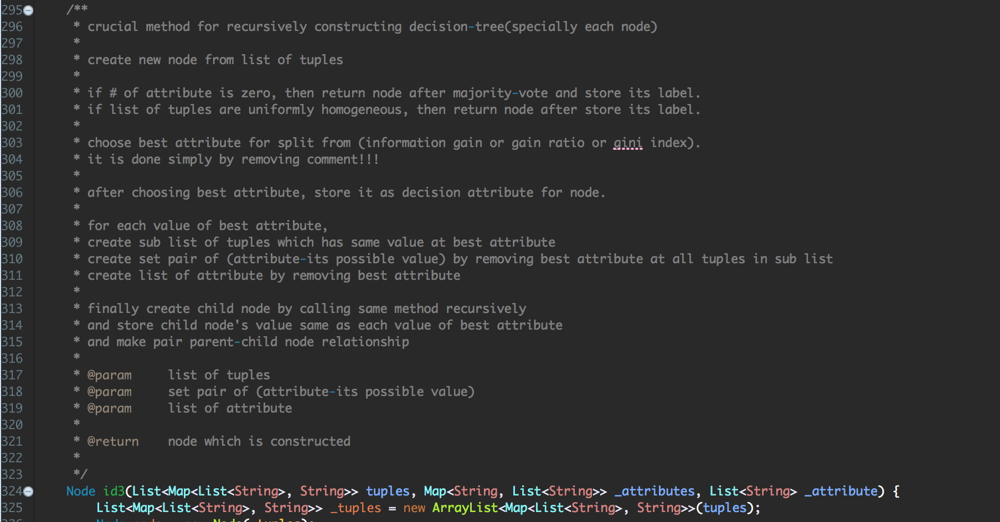 295 /**
296 * crucial method for recursively constructing decision-tree(specially each node)
297 *
298 * create new node from list of tuples
299 *
300 * if # of attribute is zero, then return node after majority-vote and store its label.
301 * if list of tuples are uniformly homogeneous, then return node after store its label.
302 *
303 * choose best attribute for split from (information gain or gain ratio or gini index).
304 * it is done simply by removing comment!!!
305 *
306 * after choosing best attribute, store it as decision attribute for node.
307 *
308 * for each value of best attribute,
309 * create sub list of tuples which has same value at best attribute
310 * create set pair of (attribute-its possible value) by removing best attribute at all tuples in sub list
311 * create list of attribute by removing best attribute
312 *
313 * finally create child node by calling same method recursively
314 * and store child node's value same as each value of best attribute
315 * and make pair parent-child node relationship
316 *
317 * @param list of tuples
318 * @param set pair of (attribute-its possible value)
319 * @param list of attribute
320 *
321 * @return node which is constructed
322 *
323 */
324 Node id3(List<Map<List<String>, String>> tuples, Map<String, List<String>> _attributes, List<String> _attribute) {
325 List<Map<List<String>, String>> _tuples = new ArrayList<Map<List<String>, String>>(tuples);